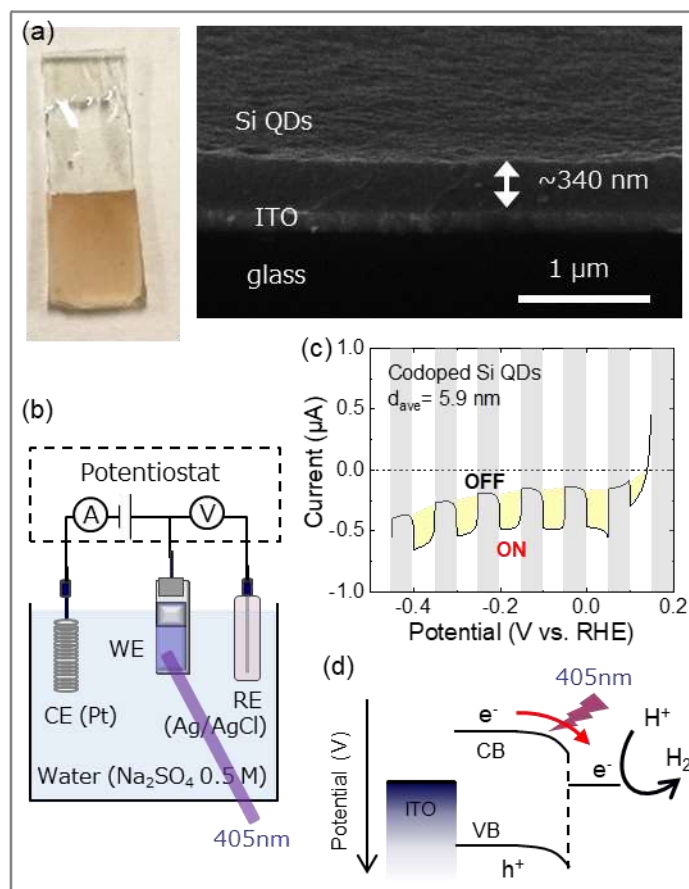 (a)
Si QDs
~340 nm
ITO
glass
1 μm
(b)
Potentiostat
A
V
WE
CE (Pt)
RE
(Ag/AgCl)
Water (Na₂SO₄ 0.5 M)
405nm
(c)
Codoped Si QDs
d_ave= 5.9 nm
OFF
ON
1.0
0.5
0.0
-0.5
-1.0
Current (μA)
-0.4
-0.2
0.0
0.2
Potential (V vs. RHE)
(d)
405nm
e⁻
H⁺
CB
H₂
e⁻
ITO
VB
h⁺
Potential (V)